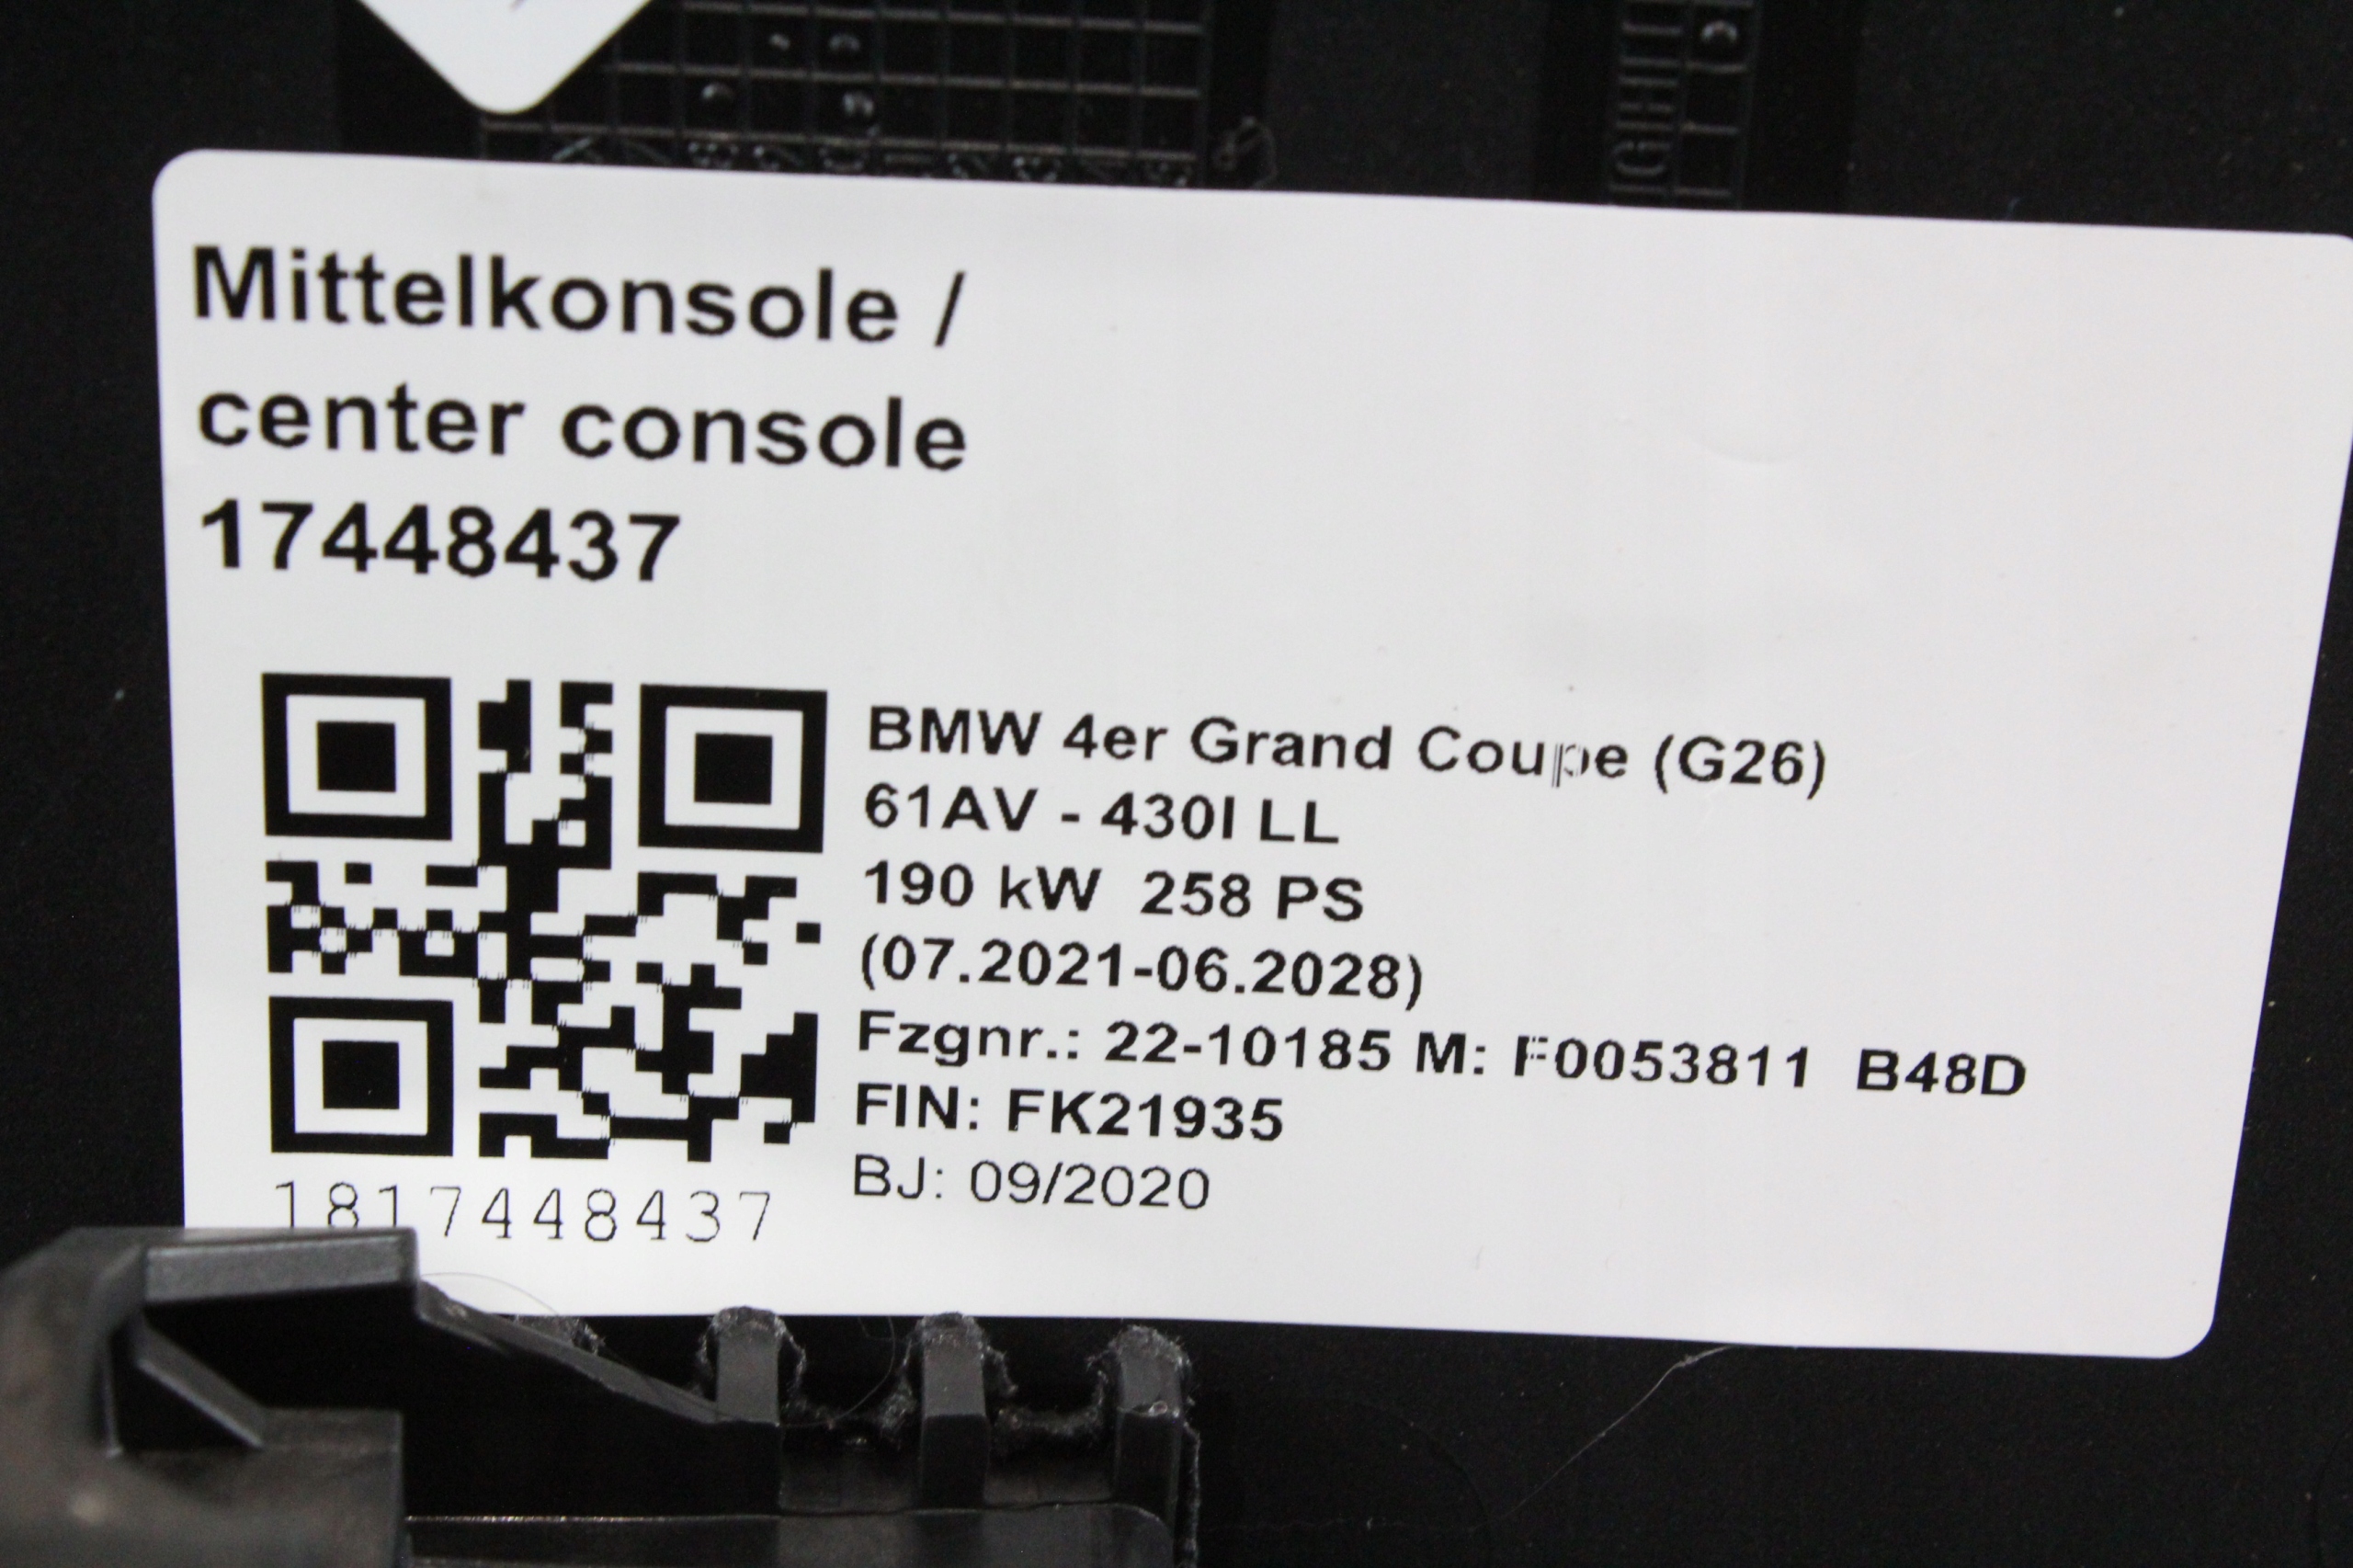 Mittelkonsole /
center console
17448437
BMW 4er Grand Coupe (G26)
61AV - 430I LL
190 kW 258 PS
(07.2021-06.2028)
Fzgnr.: 22-10185 M: F0053811 B48D
FIN: FK21935
BJ: 09/2020
1817448437